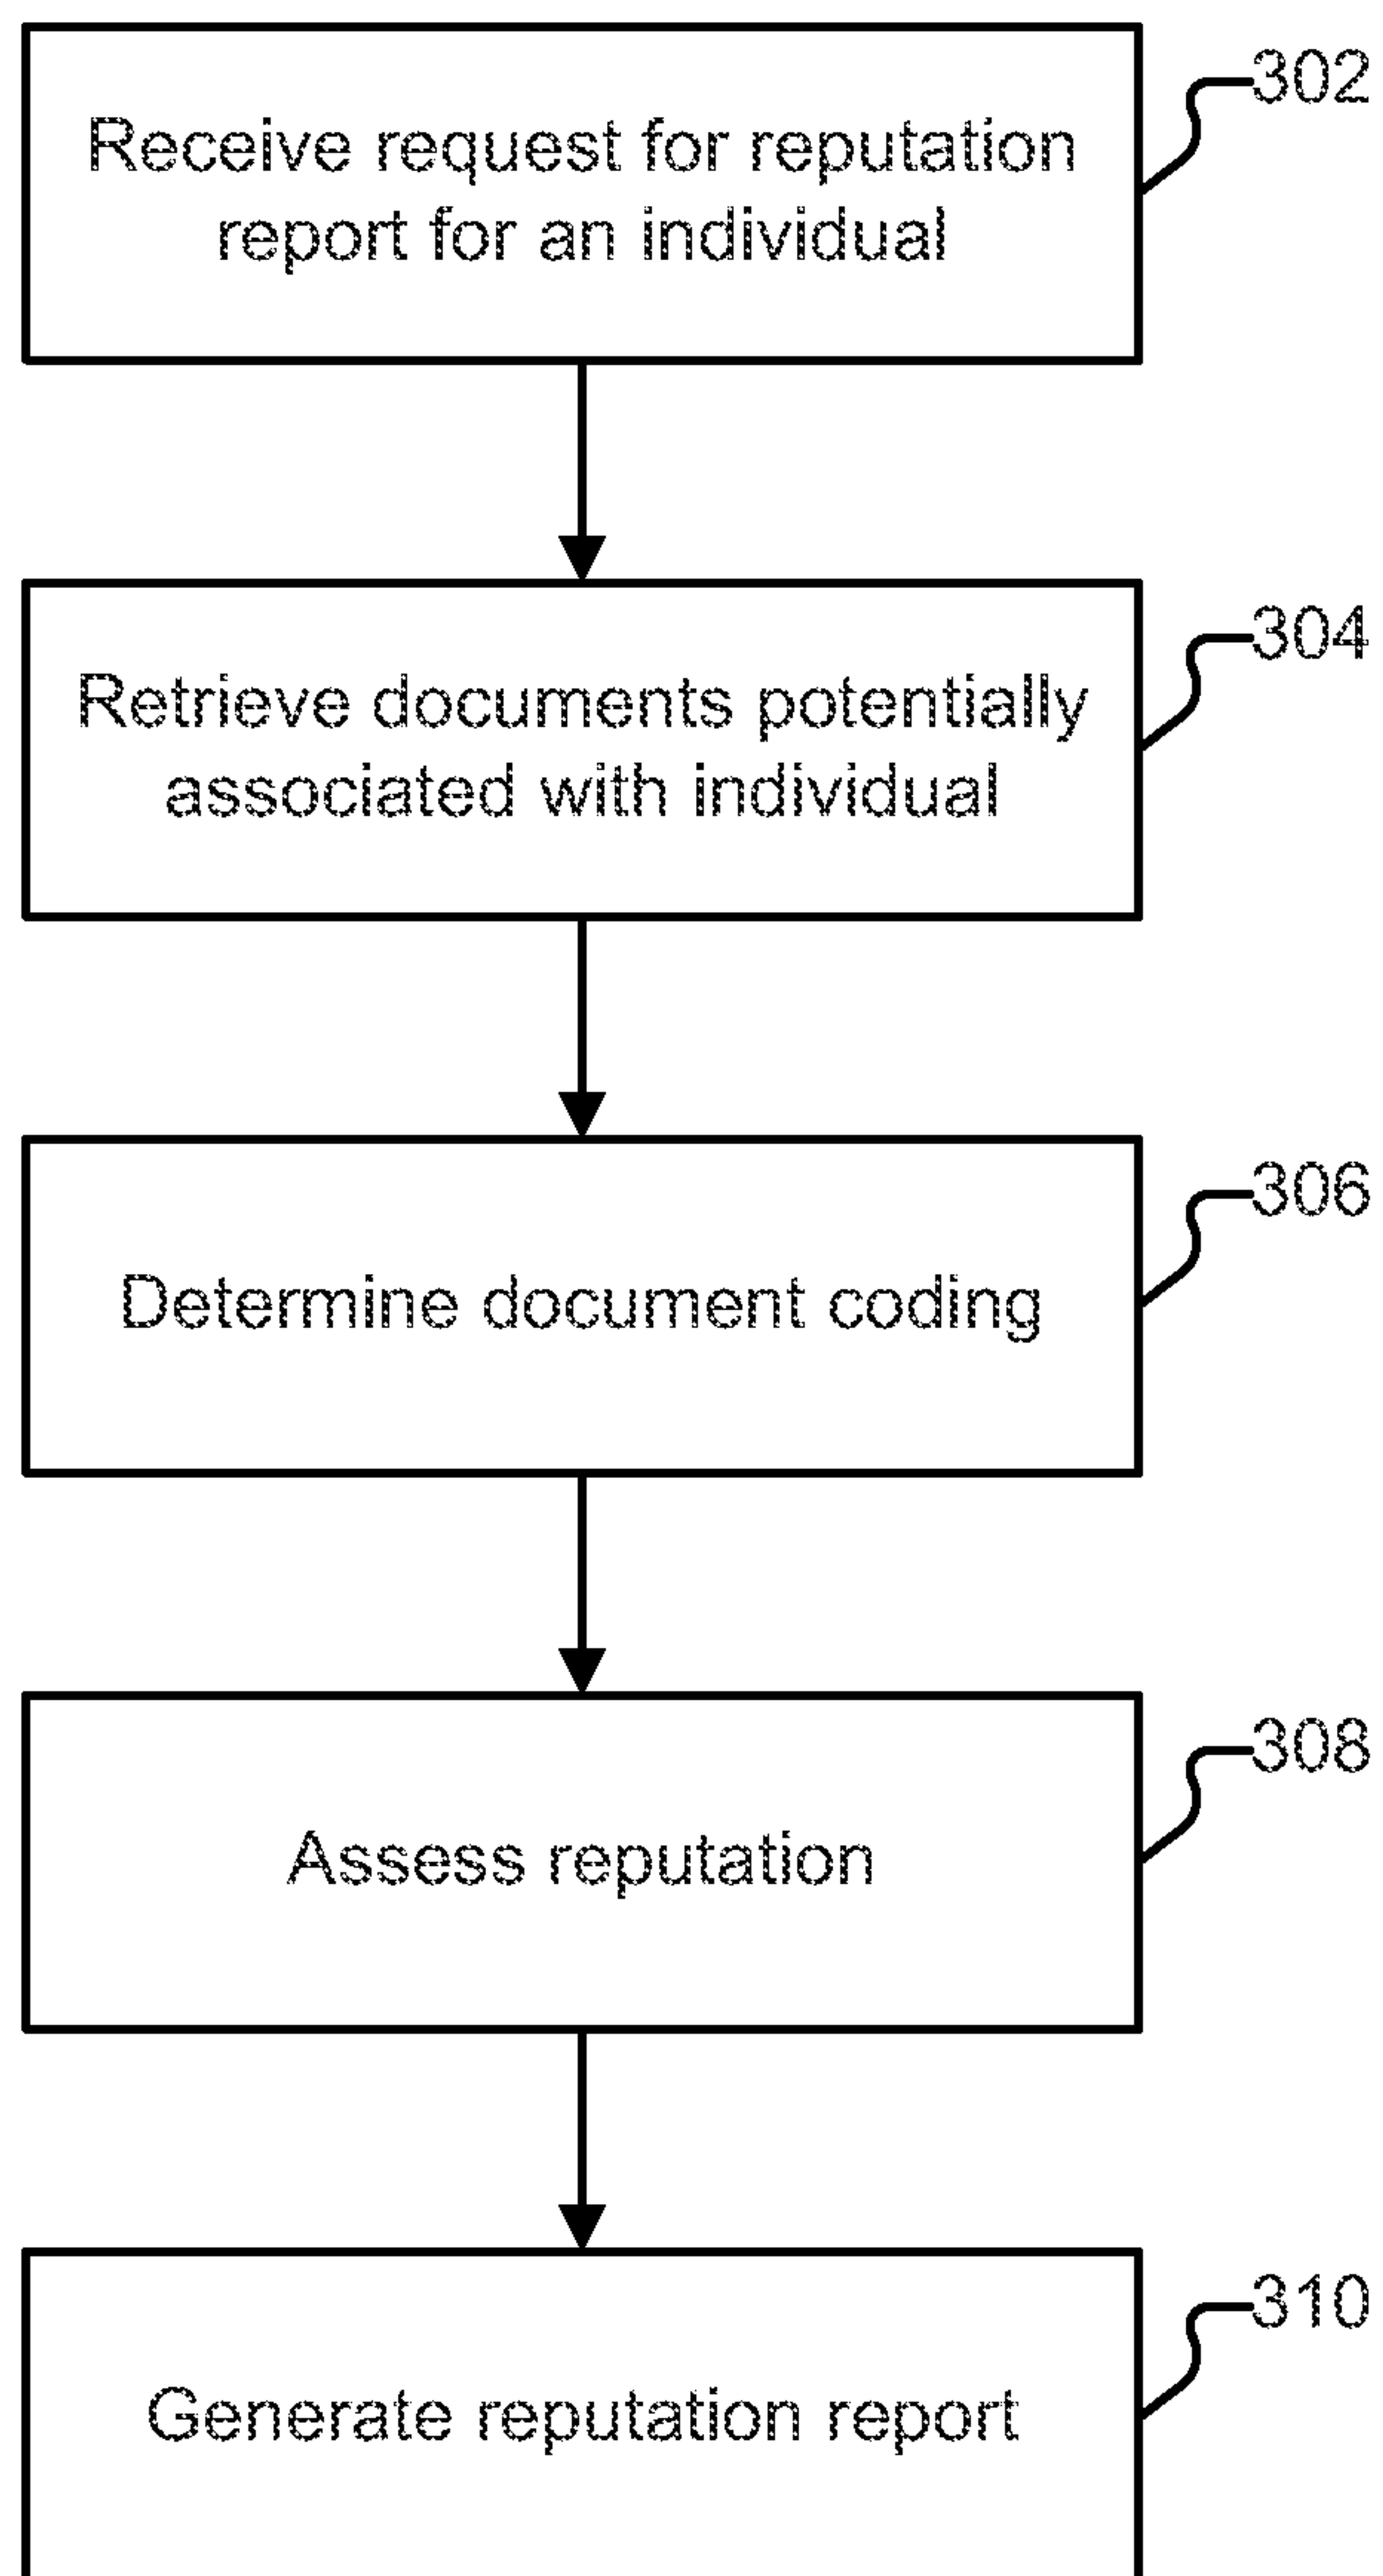 302
Receive request for reputation
report for an individual
304
Retrieve documents potentially
associated with individual
306
Determine document coding
308
Assess reputation
310
Generate reputation report